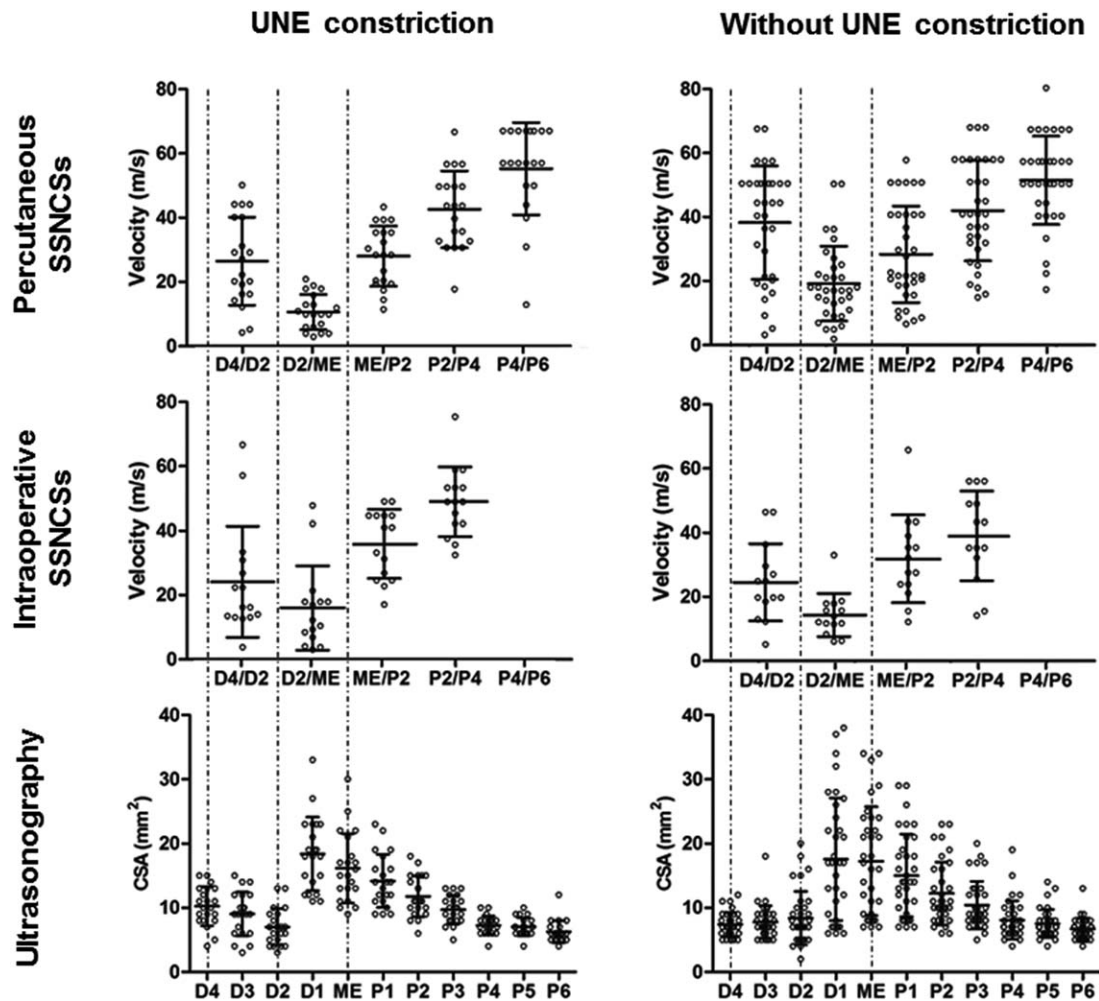 UNE constriction
Without UNE constriction
Percutaneous
SSNCSs
Velocity (m/s)
80
60
40
20
0
D4/D2 D2/ME ME/P2 P2/P4 P4/P6
Velocity (m/s)
80
60
40
20
0
D4/D2 D2/ME ME/P2 P2/P4 P4/P6
Intraoperative
SSNCSs
Velocity (m/s)
80
60
40
20
0
D4/D2 D2/ME ME/P2 P2/P4 P4/P6
Velocity (m/s)
80
60
40
20
0
D4/D2 D2/ME ME/P2 P2/P4 P4/P6
Ultrasonography
CSA (mm²)
40
30
20
10
0
D4 D3 D2 D1 ME P1 P2 P3 P4 P5 P6
CSA (mm²)
40
30
20
10
0
D4 D3 D2 D1 ME P1 P2 P3 P4 P5 P6